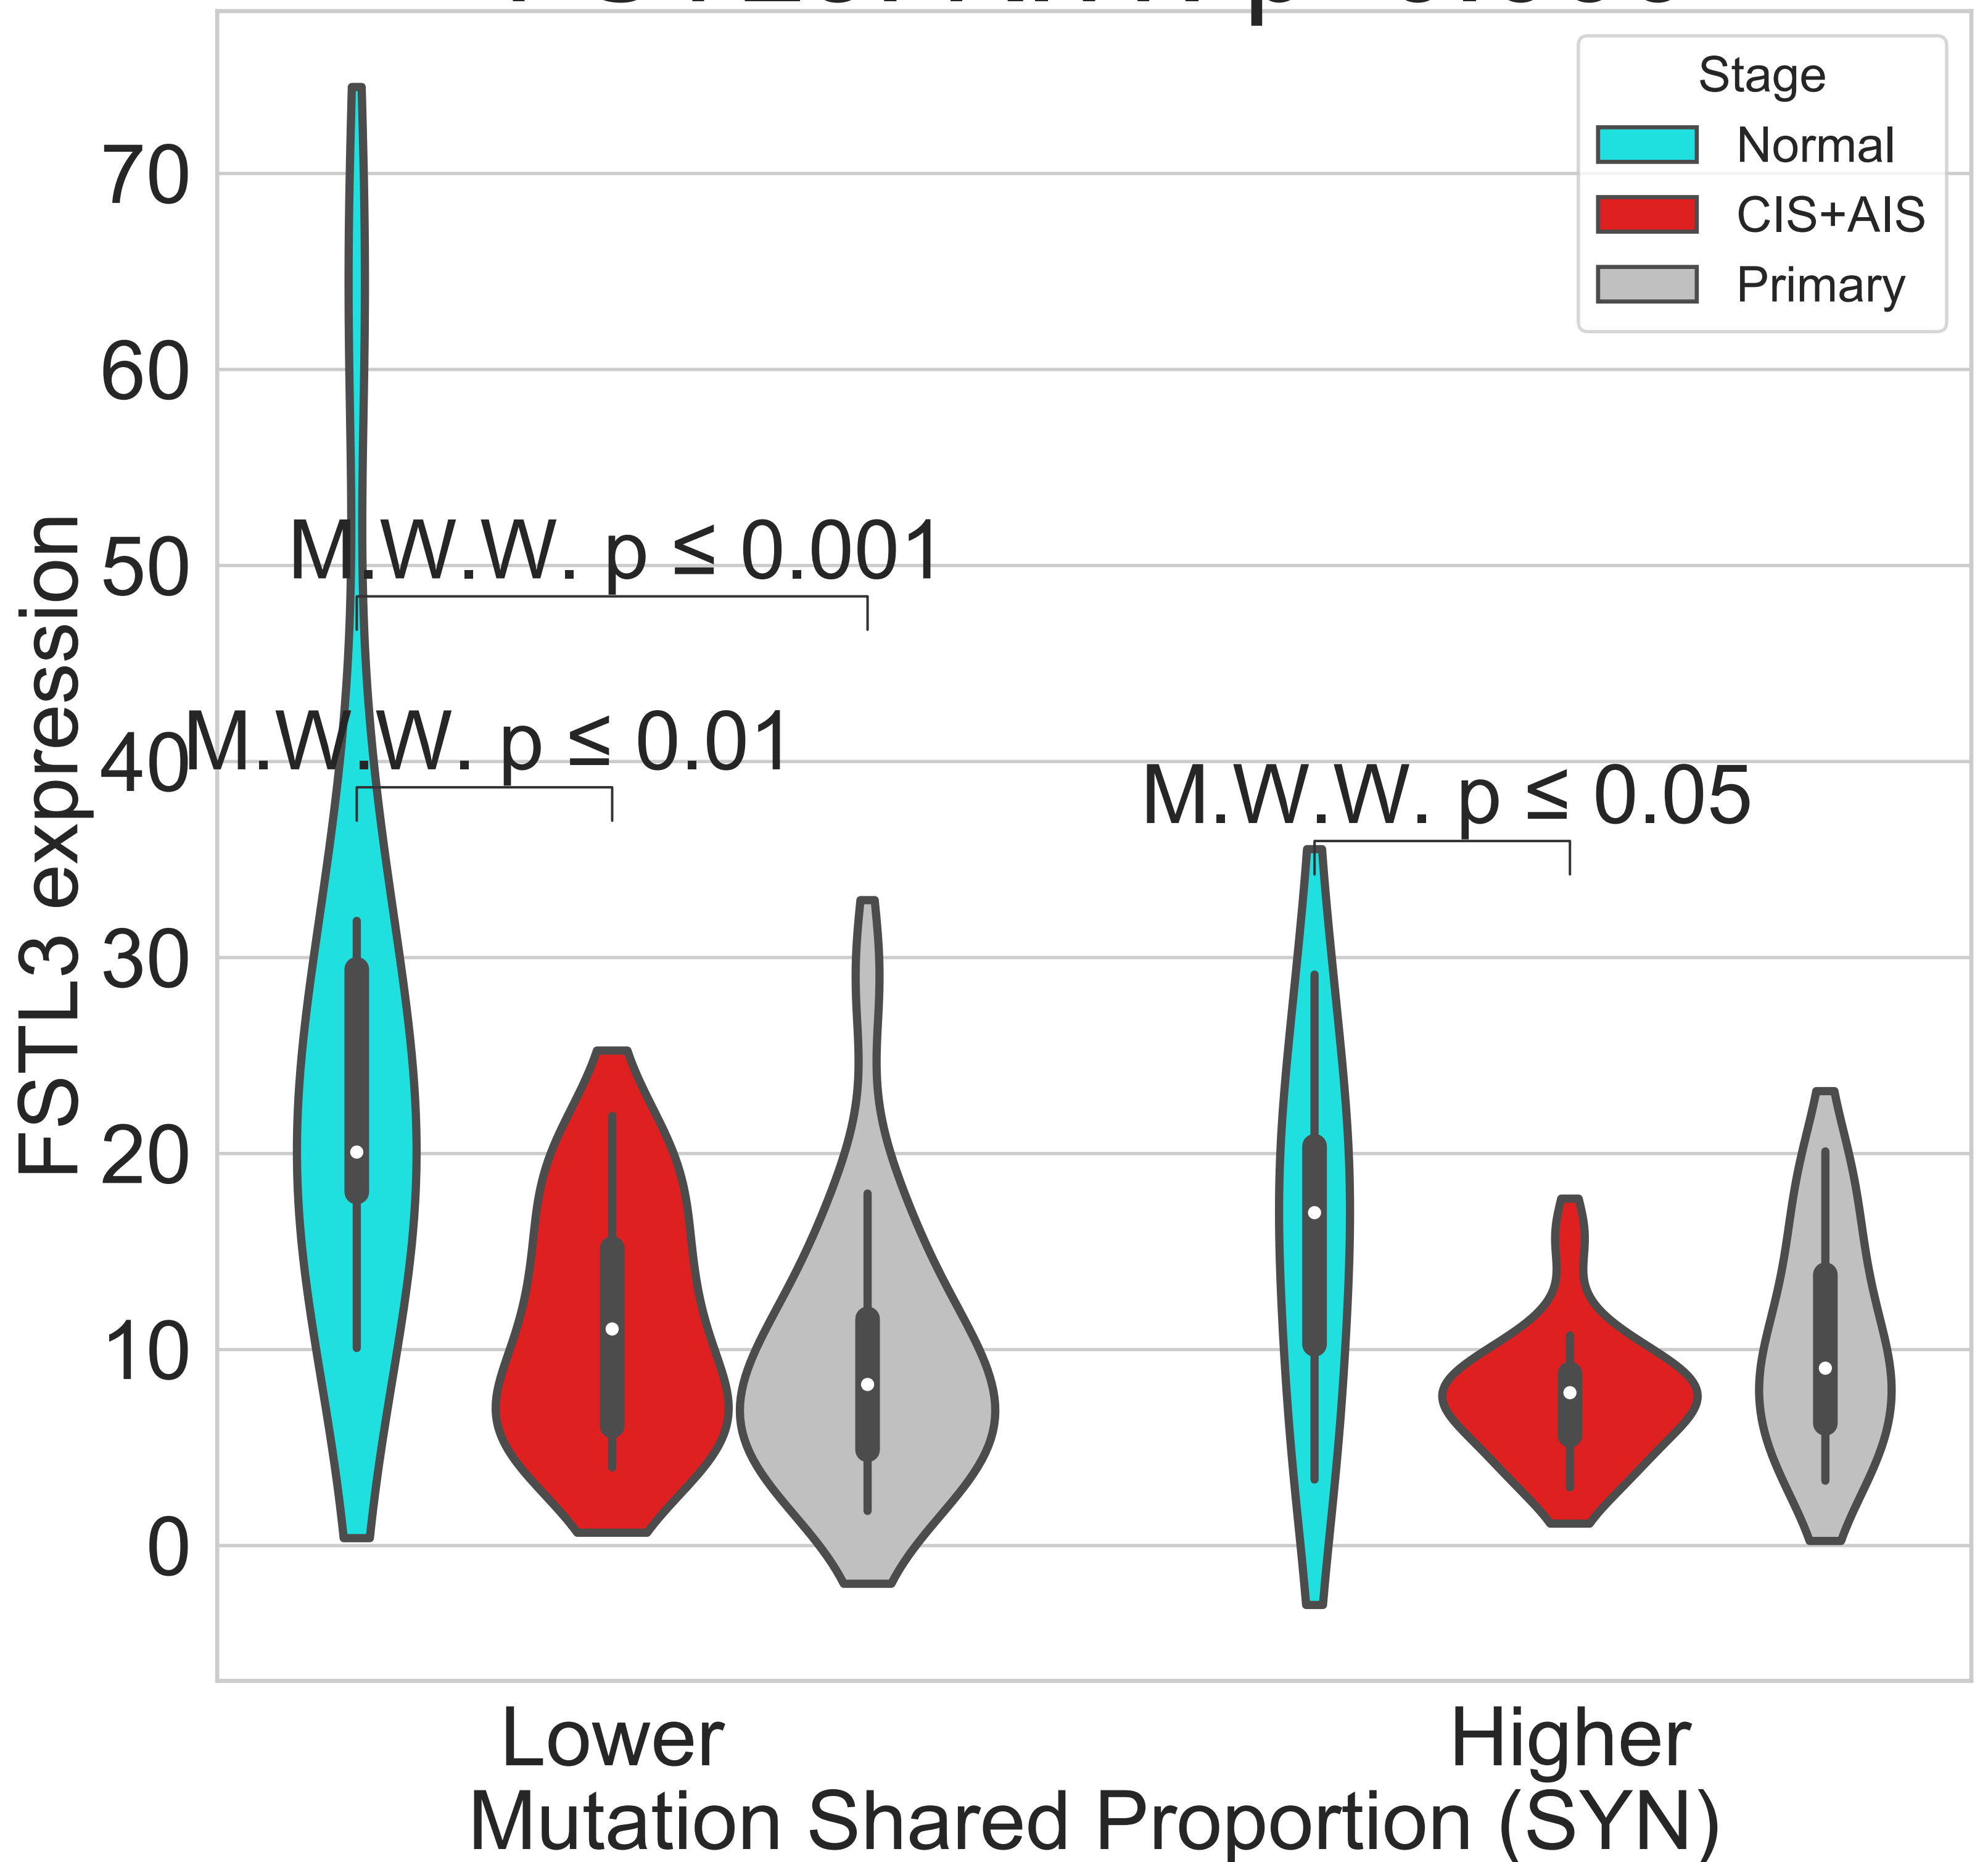 Stage
Normal
CIS+AIS
Primary
70
60
50
40
30
20
10
0
FSTL3 expression
M.W.W. p ≤ 0.001
M.W.W. p ≤ 0.01
M.W.W. p ≤ 0.05
Lower
Higher
Mutation Shared Proportion (SYN)